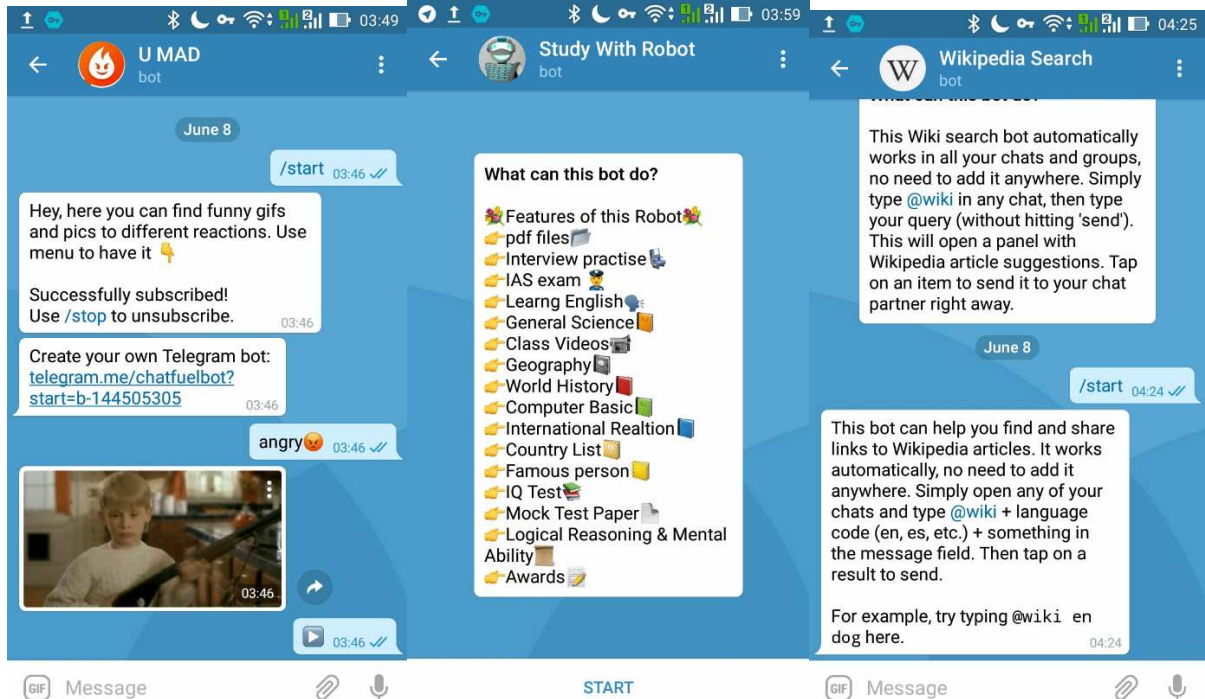 03:49
U MAD
bot
June 8
/start 03:46
Hey, here you can find funny gifs
and pics to different reactions. Use
menu to have it 👇
Successfully subscribed!
Use /stop to unsubscribe.
03:46
Create your own Telegram bot:
telegram.me/chatfuelbot?
start=b-144505305
03:46
angry😡 03:46
03:46
▶️ 03:46
GIF Message
03:59
Study With Robot
bot
What can this bot do?
💐Features of this Robot💐
👉pdf files📂
👉Interview practise💺
👉IAS exam 👮
👉Learng English🗣
👉General Science📙
👉Class Videos📹
👉Geography📓
👉World History📕
👉Computer Basic📗
👉International Realtion📘
👉Country List📔
👉Famous person📒
👉IQ Test📚
👉Mock Test Paper📄
👉Logical Reasoning & Mental
Ability📜
👉Awards📝
START
04:25
W
Wikipedia Search
bot
What can this bot do?
This Wiki search bot automatically
works in all your chats and groups,
no need to add it anywhere. Simply
type @wiki in any chat, then type
your query (without hitting 'send').
This will open a panel with
Wikipedia article suggestions. Tap
on an item to send it to your chat
partner right away.
June 8
/start 04:24
This bot can help you find and share
links to Wikipedia articles. It works
automatically, no need to add it
anywhere. Simply open any of your
chats and type @wiki + language
code (en, es, etc.) + something in
the message field. Then tap on a
result to send.
For example, try typing @wiki en
dog here.
04:24
GIF Message